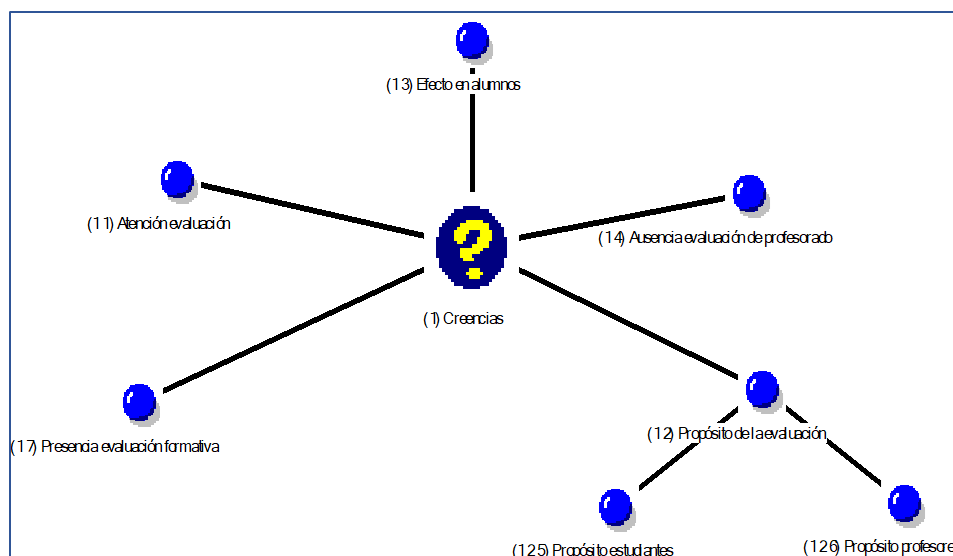 (13) Efecto en alumnos
(11) Atención evaluación
(14) Ausencia evaluación de profesorado
?
(1) Creencias
(12) Propósito de la evaluación
(17) Presencia evaluación formativa
(125) Propósito estudiantes
(126) Propósito profesore